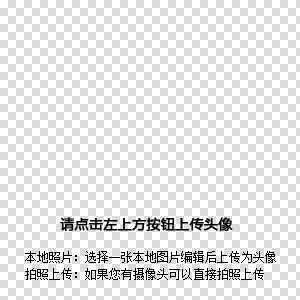 请点击左上方按钮上传头像
本地照片：选择一张本地图片编辑后上传为头像
拍照上传：如果您有摄像头可以直接拍照上传